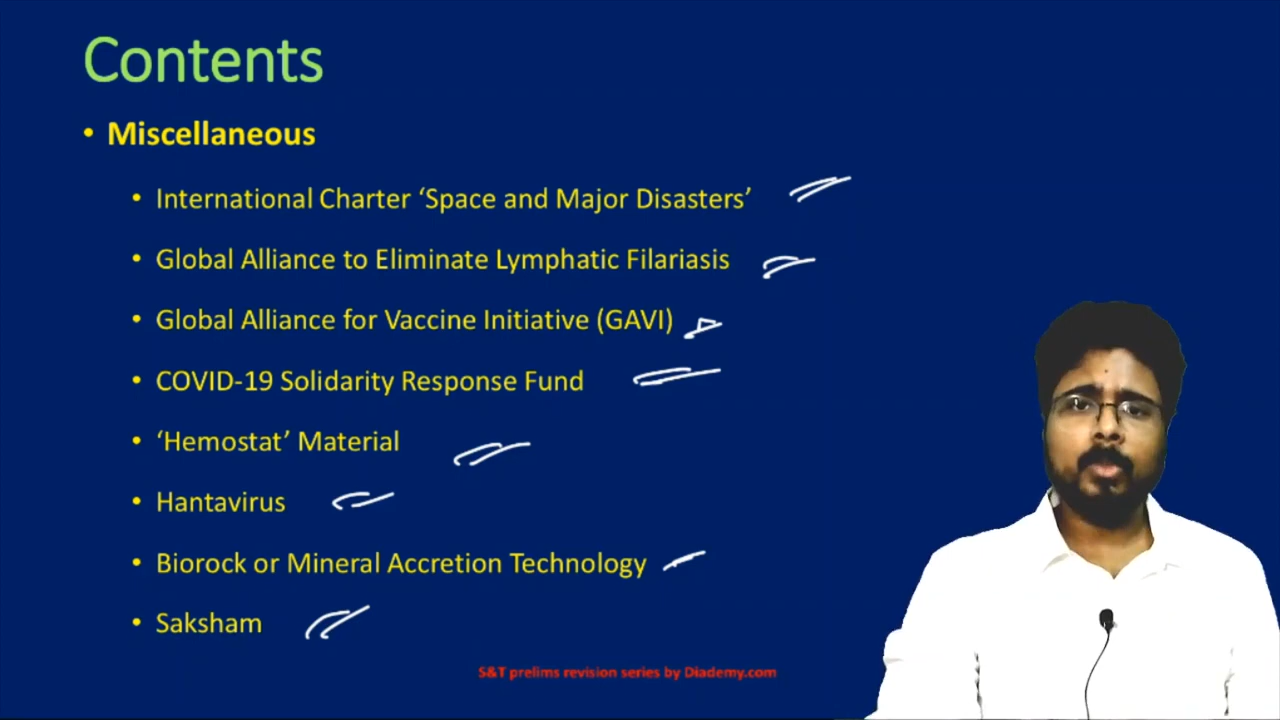 Contents
• Miscellaneous
• International Charter ‘Space and Major Disasters’
• Global Alliance to Eliminate Lymphatic Filariasis
• Global Alliance for Vaccine Initiative (GAVI)
• COVID-19 Solidarity Response Fund
• ‘Hemostat’ Material
• Hantavirus
• Biorock or Mineral Accretion Technology
• Saksham
S&T prelims revision series by Diademy.com